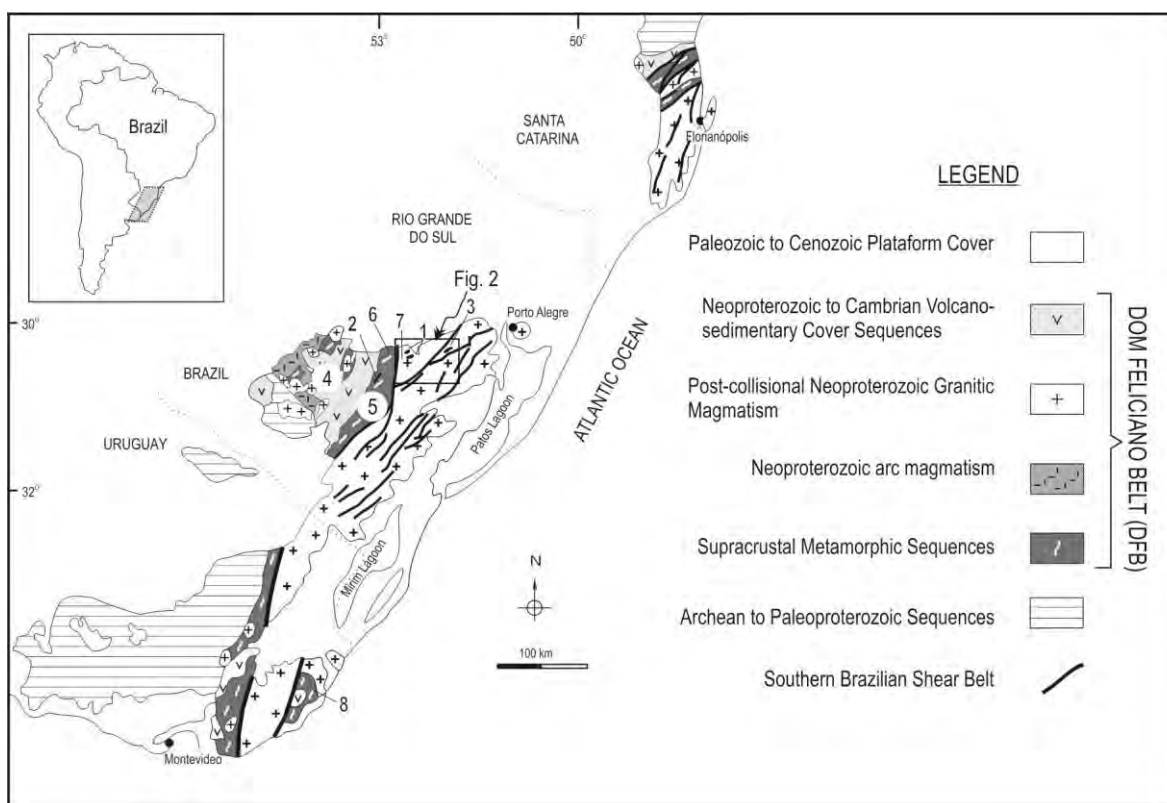 53°
50°
Brazil
SANTA
CATARINA
Florianópolis
RIO GRANDE
DO SUL
Fig. 2
6
2
7
1
3
Porto Alegre
30°
4
5
BRAZIL
URUGUAY
Patos Lagoon
ATLANTIC OCEAN
32°
Mirim Lagoon
N
100 km
8
Montevideo
LEGEND
Paleozoic to Cenozoic Plataform Cover
Neoproterozoic to Cambrian Volcano-
sedimentary Cover Sequences
Post-collisional Neoproterozoic Granitic
Magmatism
Neoproterozoic arc magmatism
Supracrustal Metamorphic Sequences
Archean to Paleoproterozoic Sequences
Southern Brazilian Shear Belt
DOM FELICIANO BELT (DFB)